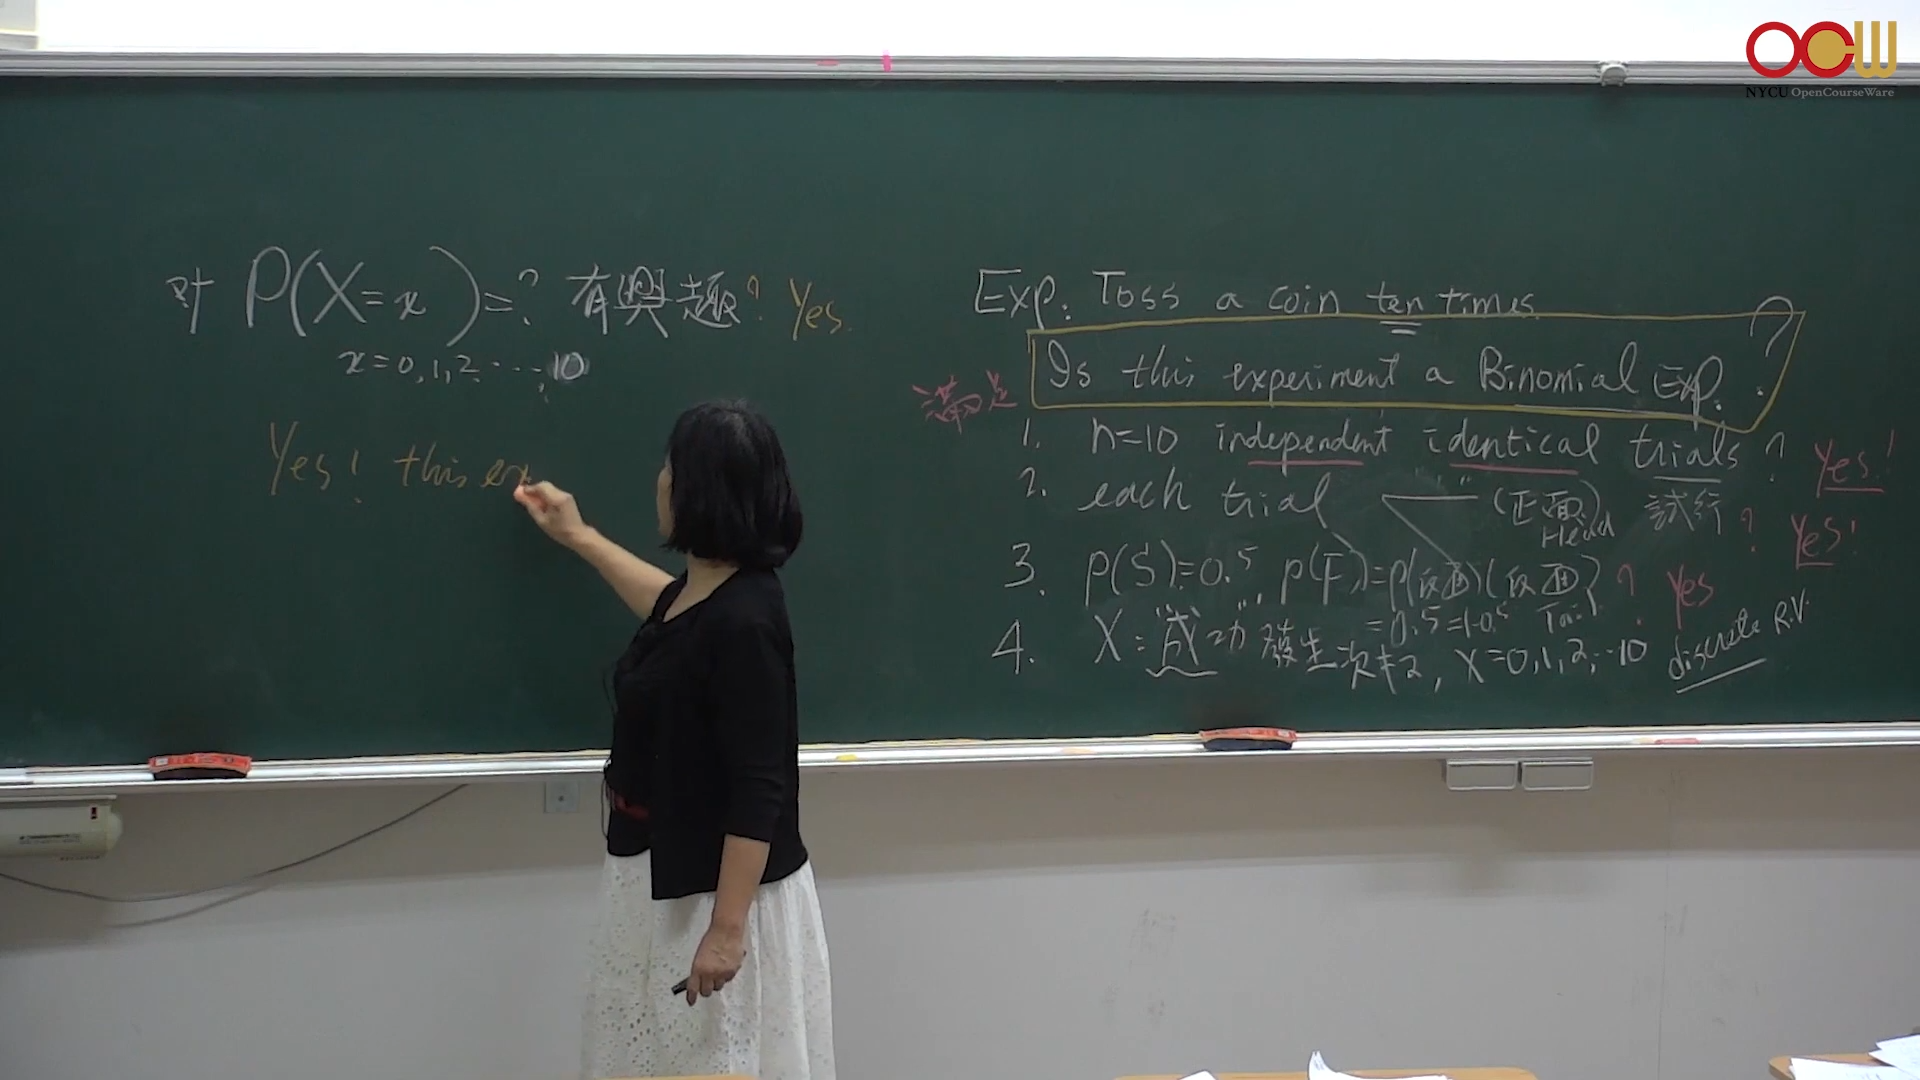 OCW
NYCU OpenCourseWare
对 P(X=x)=? 有興趣? Yes.
x=0,1,2.....10
Yes! this ex
Exp. Toss a coin ten times
Is this experiment a Binomial Exp. ?
滿足
1. n=10 independent identical trials ? Yes!
2. each trial "" (正面) 試行 ? Yes!
Head
3. P(S)=0.5 P(F)=P(反面)(反面) ? Yes
=0.5=1-0.5 Tail
4. X: "成功" 發生次数, X=0,1,2,...10 discrete R.V.